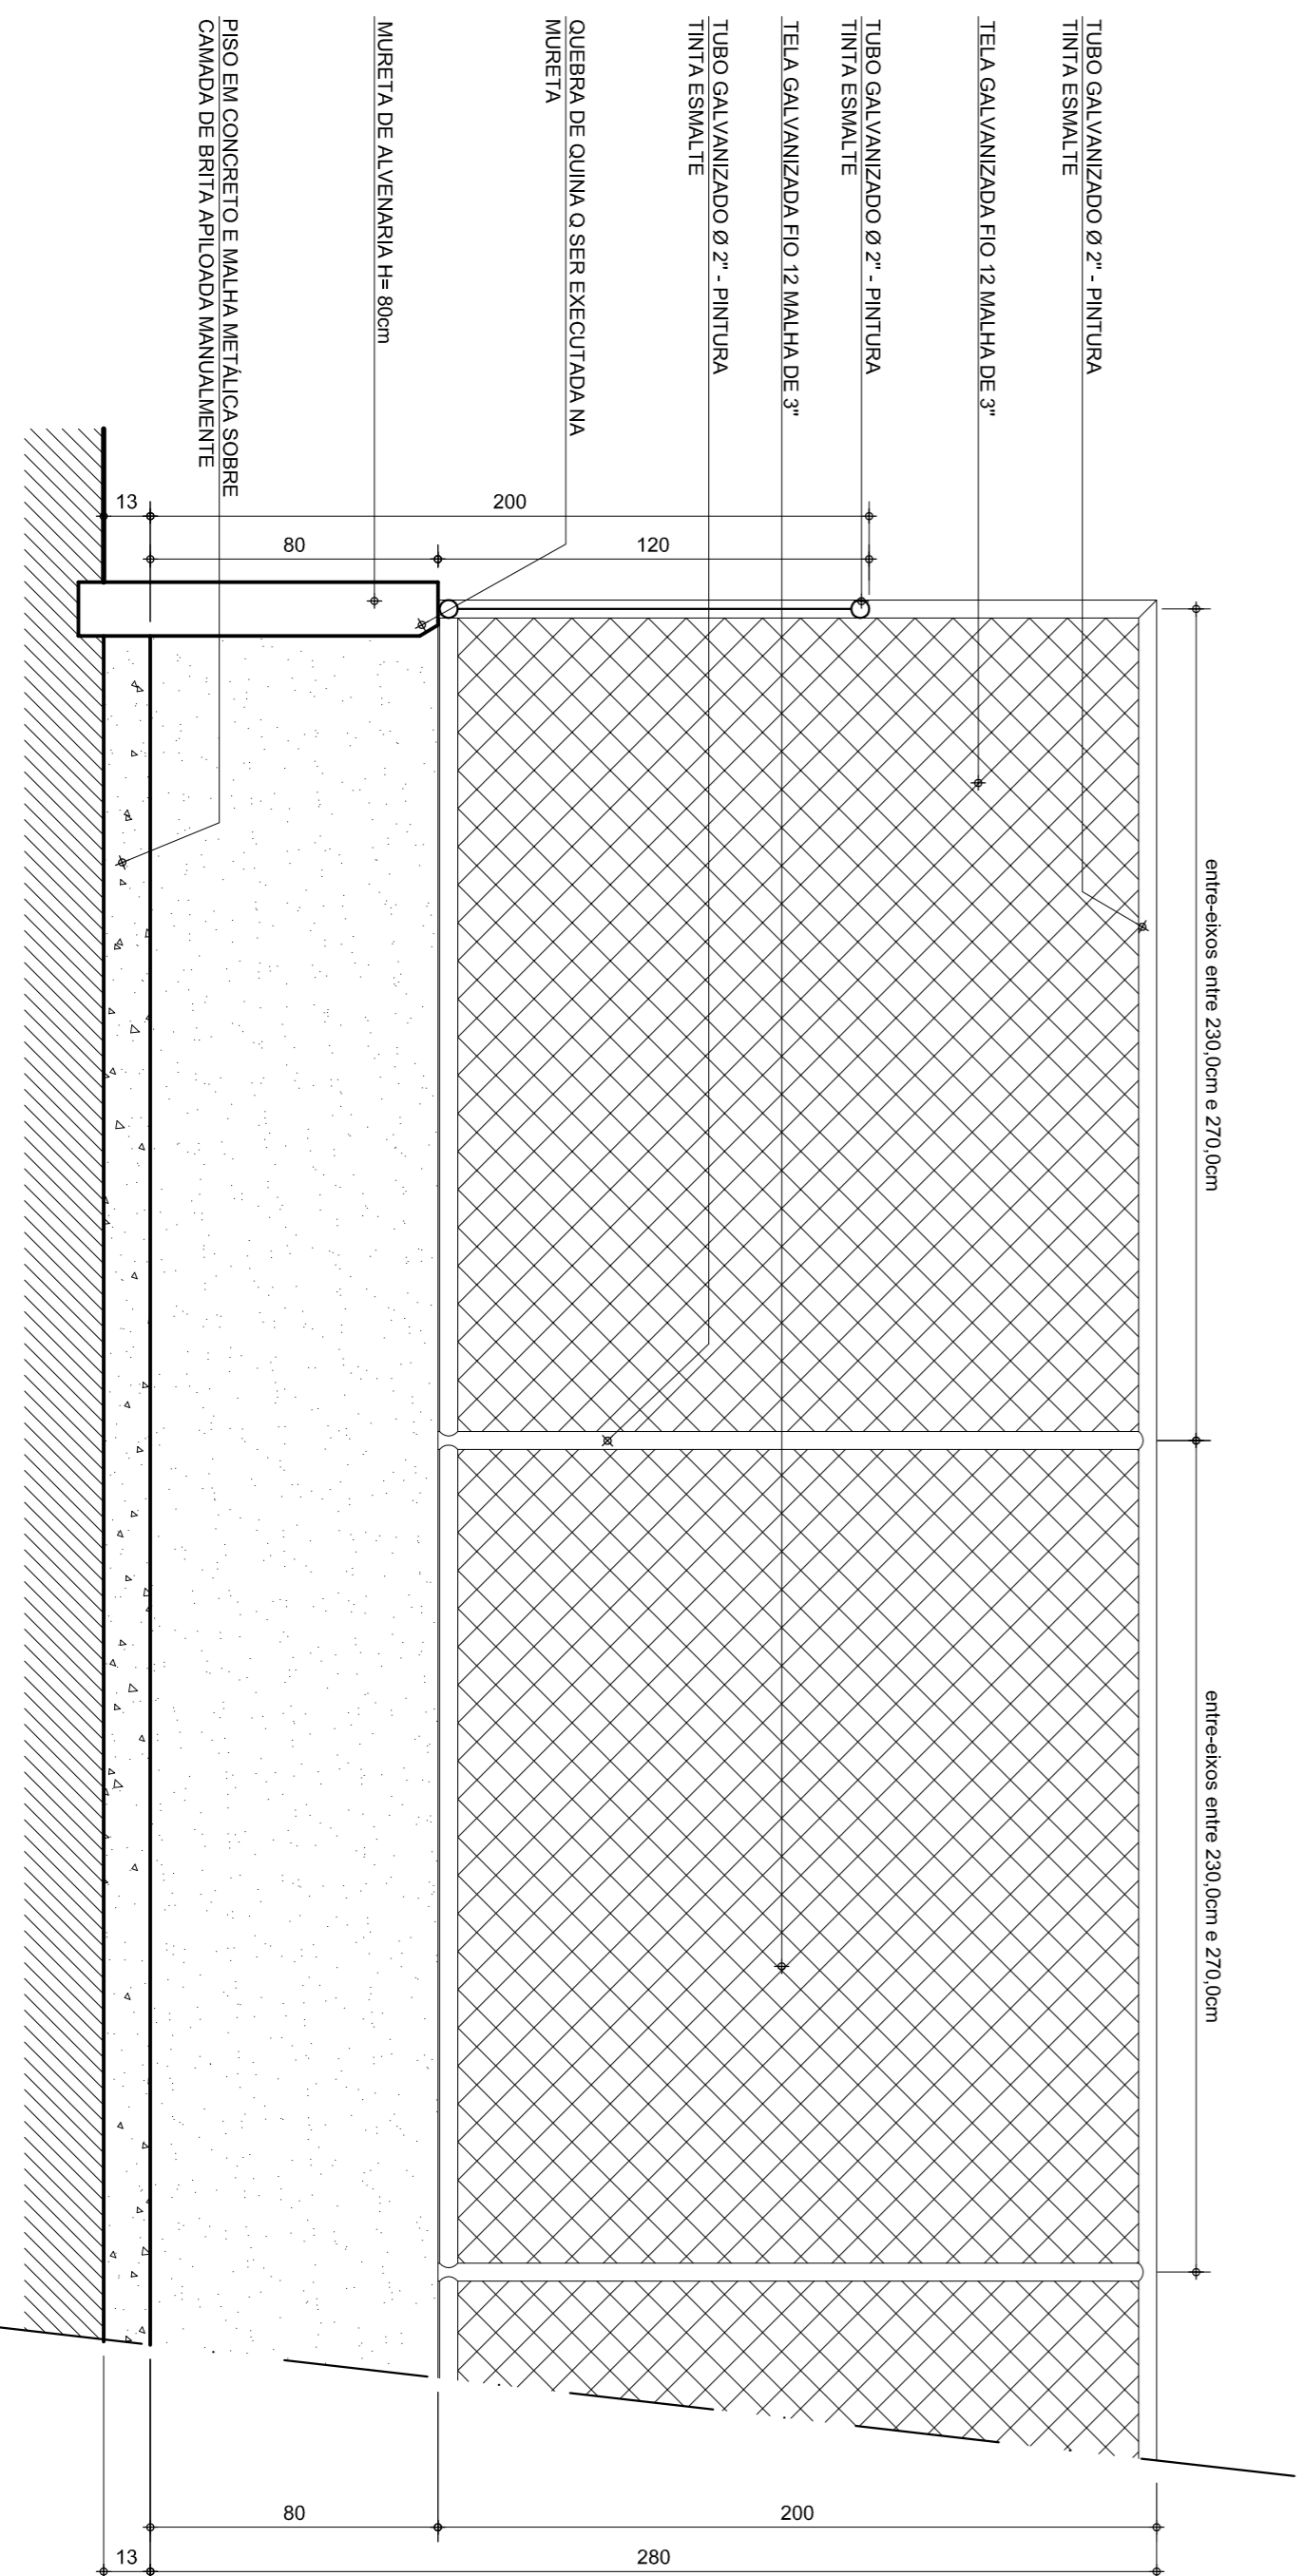 TUBO GALVANIZADO Ø 2" - PINTURA
TINTA ESMALTE
TELA GALVANIZADA FIO 12 MALHA DE 3"
TUBO GALVANIZADO Ø 2" - PINTURA
TINTA ESMALTE
TELA GALVANIZADA FIO 12 MALHA DE 3"
TUBO GALVANIZADO Ø 2" - PINTURA
TINTA ESMALTE
QUEBRA DE QUINA Q SER EXECUTADA NA
MURETA
MURETA DE ALVENARIA H= 80cm
PISO EM CONCRETO E MALHA METÁLICA SOBRE
CAMADA DE BRITA APILOADA MANUALMENTE
13
200
80
120
entre-eixos entre 230,0cm e 270,0cm
entre-eixos entre 230,0cm e 270,0cm
80
200
13
280